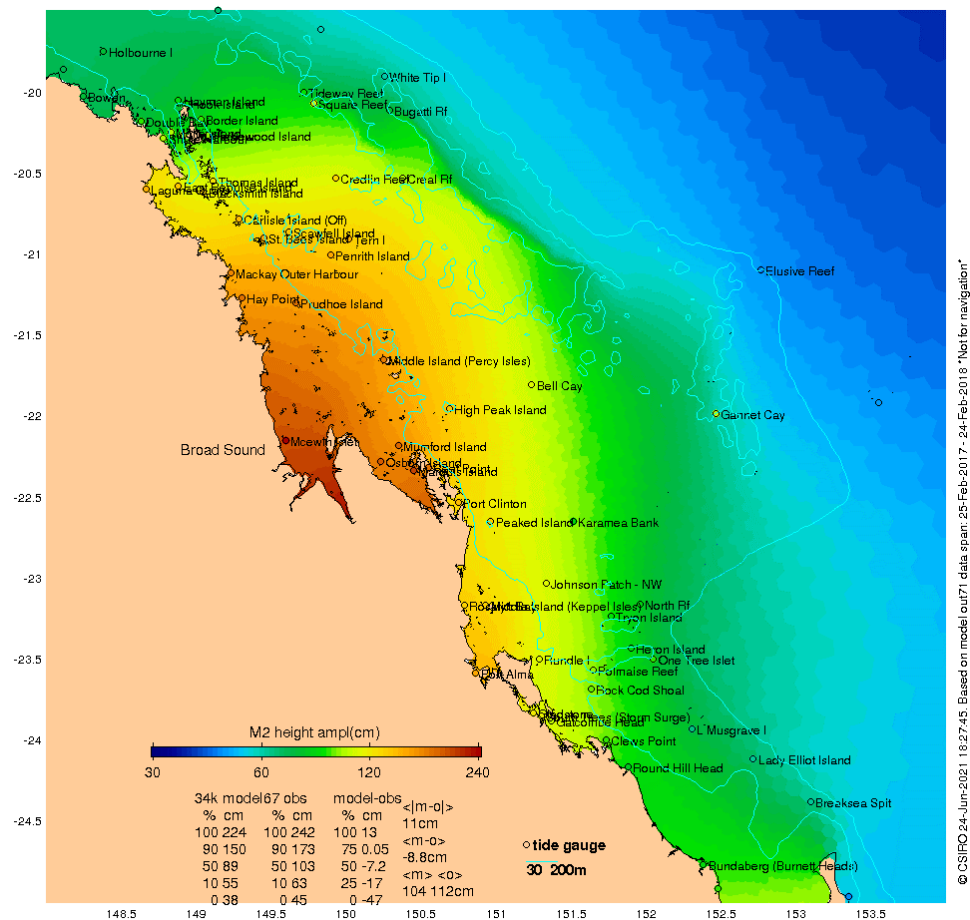 Holbourne I
White Tip I
-20
Bowen
Tideway Reef
Hayman Island
Square Reef
Bugatti Rf
Border Island
-20.5
Credlin Reef
Creal Rf
Thomas Island
Carlisle Island (Off)
Scawfell Island
St. Bees Island
Tern I
-21
Penrith Island
Elusive Reef
Mackay Outer Harbour
Hay Point
Prudhoe Island
-21.5
Middle Island (Percy Isles)
Bell Cay
High Peak Island
Gannet Cay
-22
Broad Sound
Mcewin Islet
Mumford Island
Osborn Island
-22.5
Port Clinton
Peaked Island
Karamea Bank
-23
Johnson Patch - NW
North Rf
Tryon Island
Heron Island
-23.5
Rundle I
One Tree Islet
Polmaise Reef
Port Alma
Rock Cod Shoal
L Musgrave I
-24
Clews Point
Lady Elliot Island
Round Hill Head
Breaksea Spit
-24.5
Bundaberg (Burnett Heads)
M2 height ampl(cm)
30 60 120 240
34k model 67 obs model-obs <|m-o|>
% cm % cm % cm 11cm
100 224 100 242 100 13 <m-o>
90 150 90 173 75 0.05 -8.8cm
50 89 50 103 50 -7.2 <m> <o>
10 55 10 63 25 -17 104 112cm
0 38 0 45 0 -47
tide gauge
30 200m
148.5 149 149.5 150 150.5 151 151.5 152 152.5 153 153.5
© CSIRO 24-Jun-2021 18:27:45. Based on model out71 data span: 25-Feb-2017 - 24-Feb-2018 *Not for navigation*